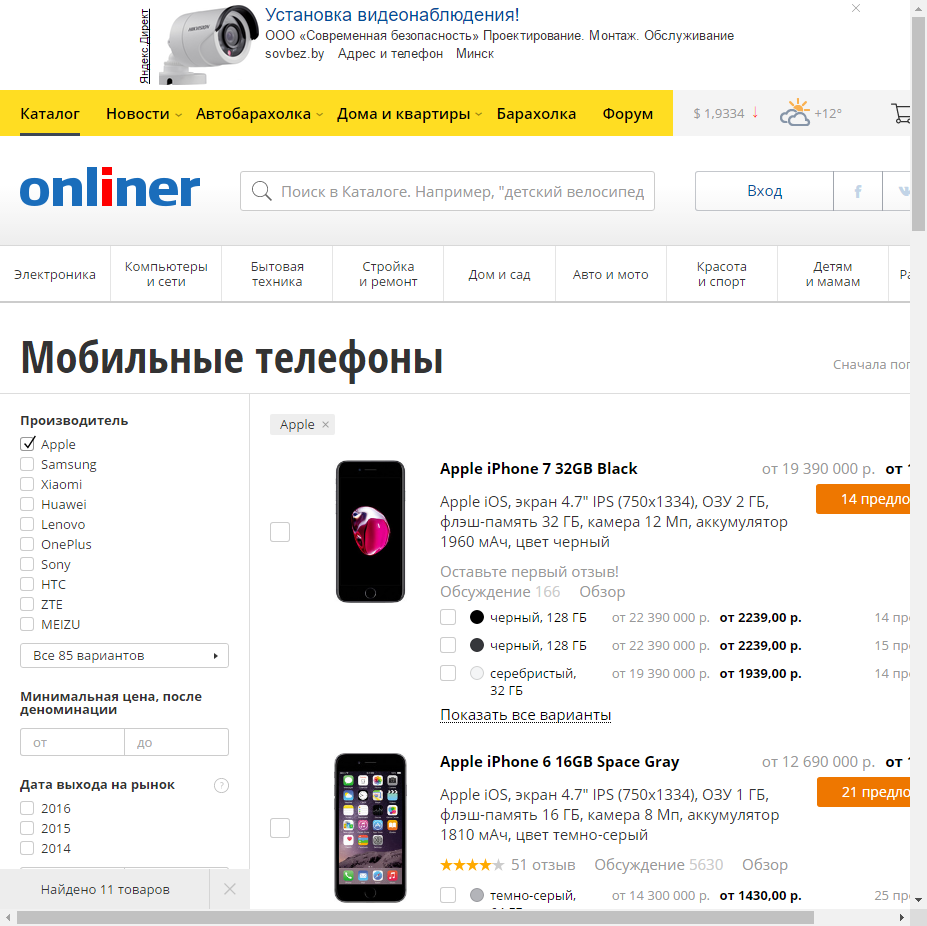 Яндекс.Директ
HIKVISION
Установка видеонаблюдения!
ООО «Современная безопасность» Проектирование. Монтаж. Обслуживание
sovbez.by Адрес и телефон Минск
Каталог Новости Автобарахолка Дома и квартиры Барахолка Форум $ 1,9334 ↓ +12°
onliner
Поиск в Каталоге. Например, "детский велосипед
Вход
Электроника
Компьютеры
и сети
Бытовая
техника
Стройка
и ремонт
Дом и сад
Авто и мото
Красота
и спорт
Детям
и мамам
Мобильные телефоны
Сначала
Производитель
Apple
Samsung
Xiaomi
Huawei
Lenovo
OnePlus
Sony
HTC
ZTE
MEIZU
Все 85 вариантов
Минимальная цена, после
деноминации
от до
Дата выхода на рынок ?
2016
2015
2014
Найдено 11 товаров ×
Apple ×
Apple iPhone 7 32GB Black от 19 390 000 р. от
14 предло
Apple iOS, экран 4.7" IPS (750x1334), ОЗУ 2 ГБ,
флэш-память 32 ГБ, камера 12 Мп, аккумулятор
1960 мАч, цвет черный
Оставьте первый отзыв!
Обсуждение 166 Обзор
черный, 128 ГБ от 22 390 000 р. от 2239,00 р. 14
черный, 128 ГБ от 22 390 000 р. от 2239,00 р. 15
серебристый, от 19 390 000 р. от 1939,00 р. 14
32 ГБ
Показать все варианты
Apple iPhone 6 16GB Space Gray от 12 690 000 р. от
21 предло
Apple iOS, экран 4.7" IPS (750x1334), ОЗУ 1 ГБ,
флэш-память 16 ГБ, камера 8 Мп, аккумулятор
1810 мАч, цвет темно-серый
51 отзыв Обсуждение 5630 Обзор
темно-серый, от 14 300 000 р. от 1430,00 р. 25